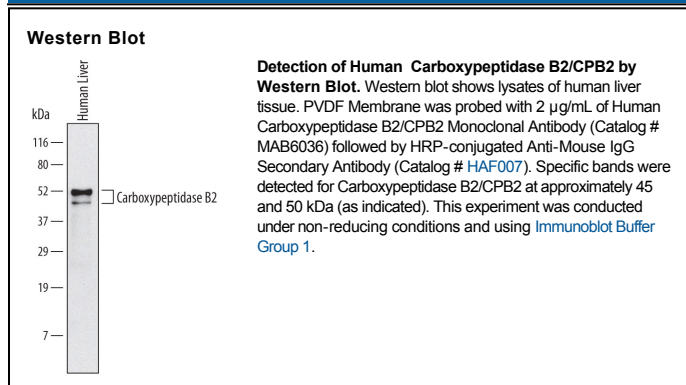 Western Blot
Human Liver
kDa
116
80
52
37
29
19
7
Carboxypeptidase B2
Detection of Human Carboxypeptidase B2/CPB2 by
Western Blot. Western blot shows lysates of human liver
tissue. PVDF Membrane was probed with 2 µg/mL of Human
Carboxypeptidase B2/CPB2 Monoclonal Antibody (Catalog #
MAB6036) followed by HRP-conjugated Anti-Mouse IgG
Secondary Antibody (Catalog # HAF007). Specific bands were
detected for Carboxypeptidase B2/CPB2 at approximately 45
and 50 kDa (as indicated). This experiment was conducted
under non-reducing conditions and using Immunoblot Buffer
Group 1.